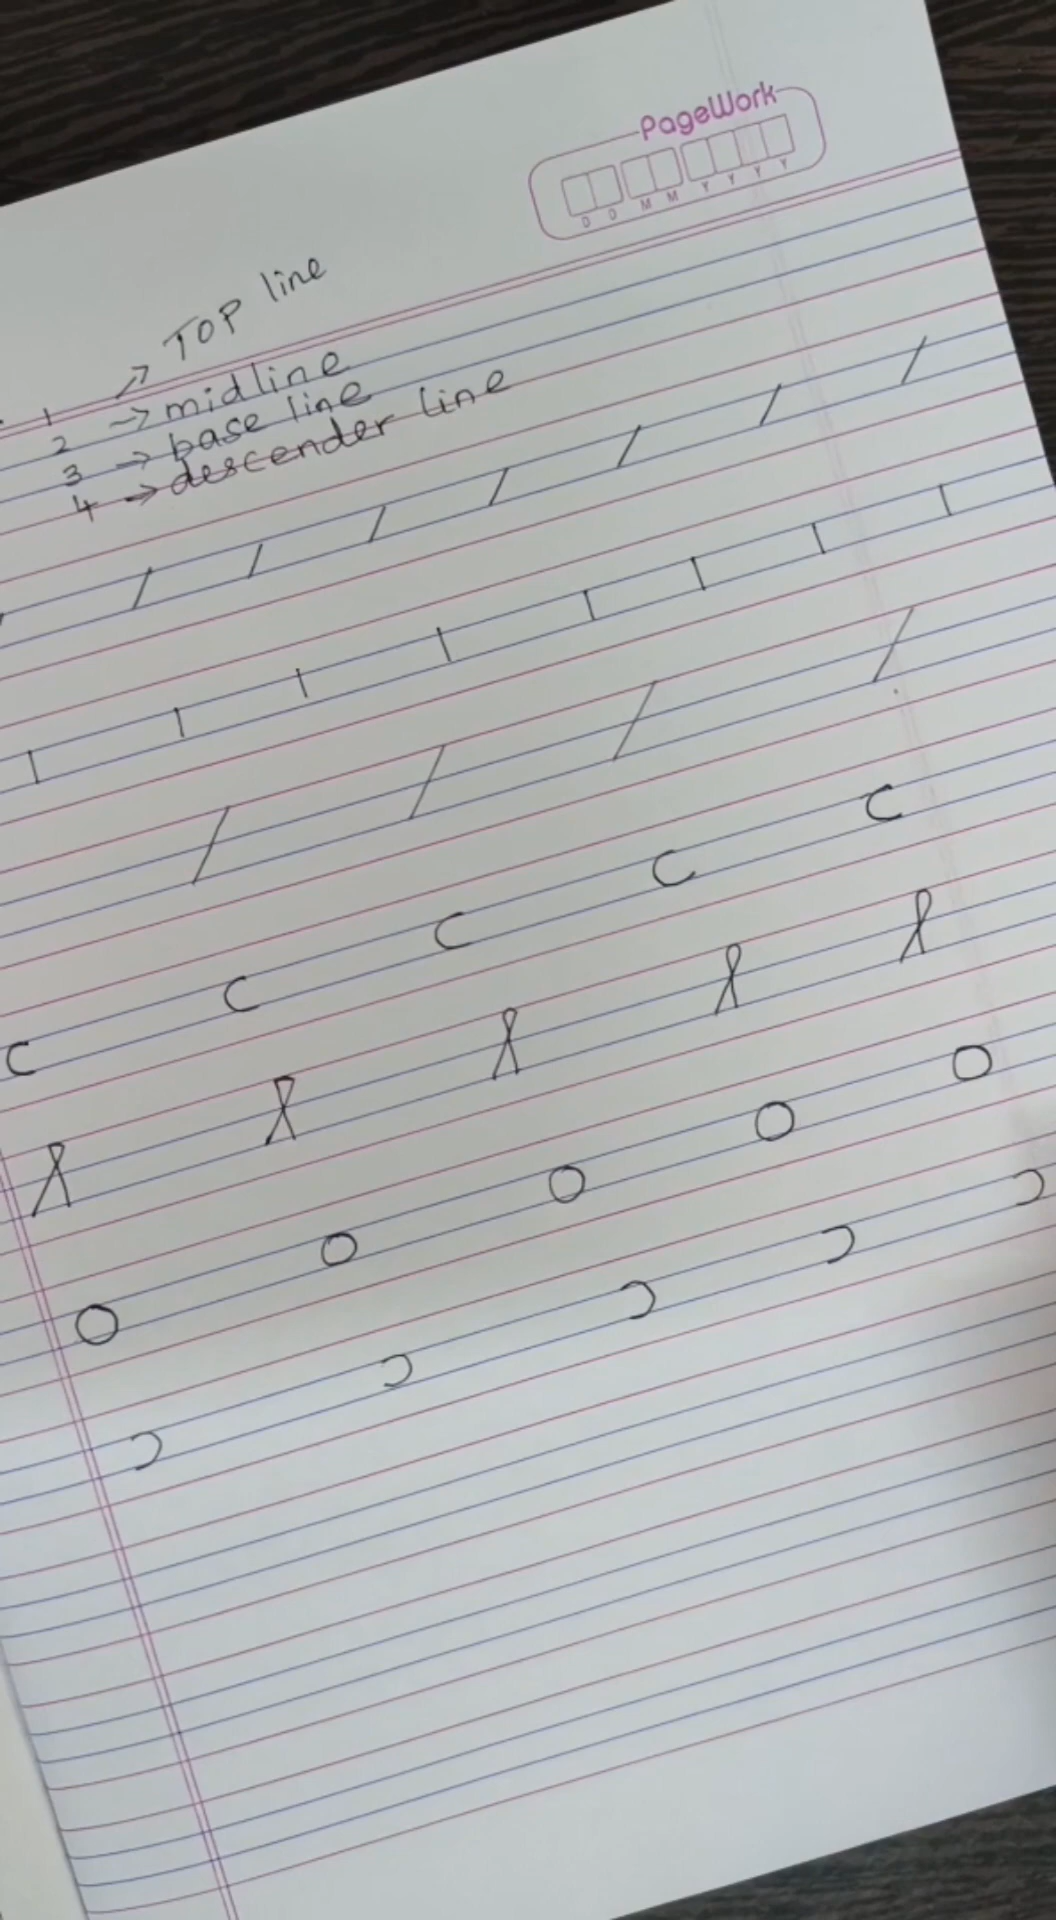 PageWork
D D M M Y Y Y Y
1 → TOP line
2 → midline
3 → base line
4 → descender line
/ / / / / / /
| | | | | | | |
/ / / /
C C C C C
O O O O O